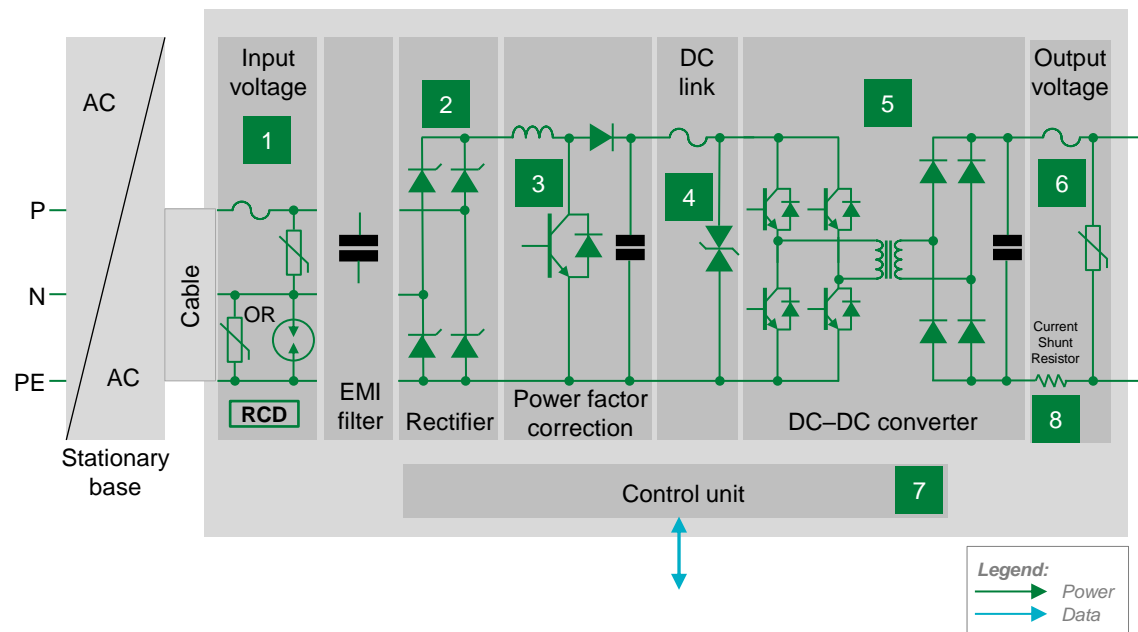 Input
voltage
DC
link
Output
voltage
AC
1
2
3
4
5
6
P
N
PE
Cable
OR
AC
RCD
EMI
filter
Rectifier
Power factor
correction
DC–DC converter
Current
Shunt
Resistor
8
Stationary
base
Control unit
7
Legend:
Power
Data